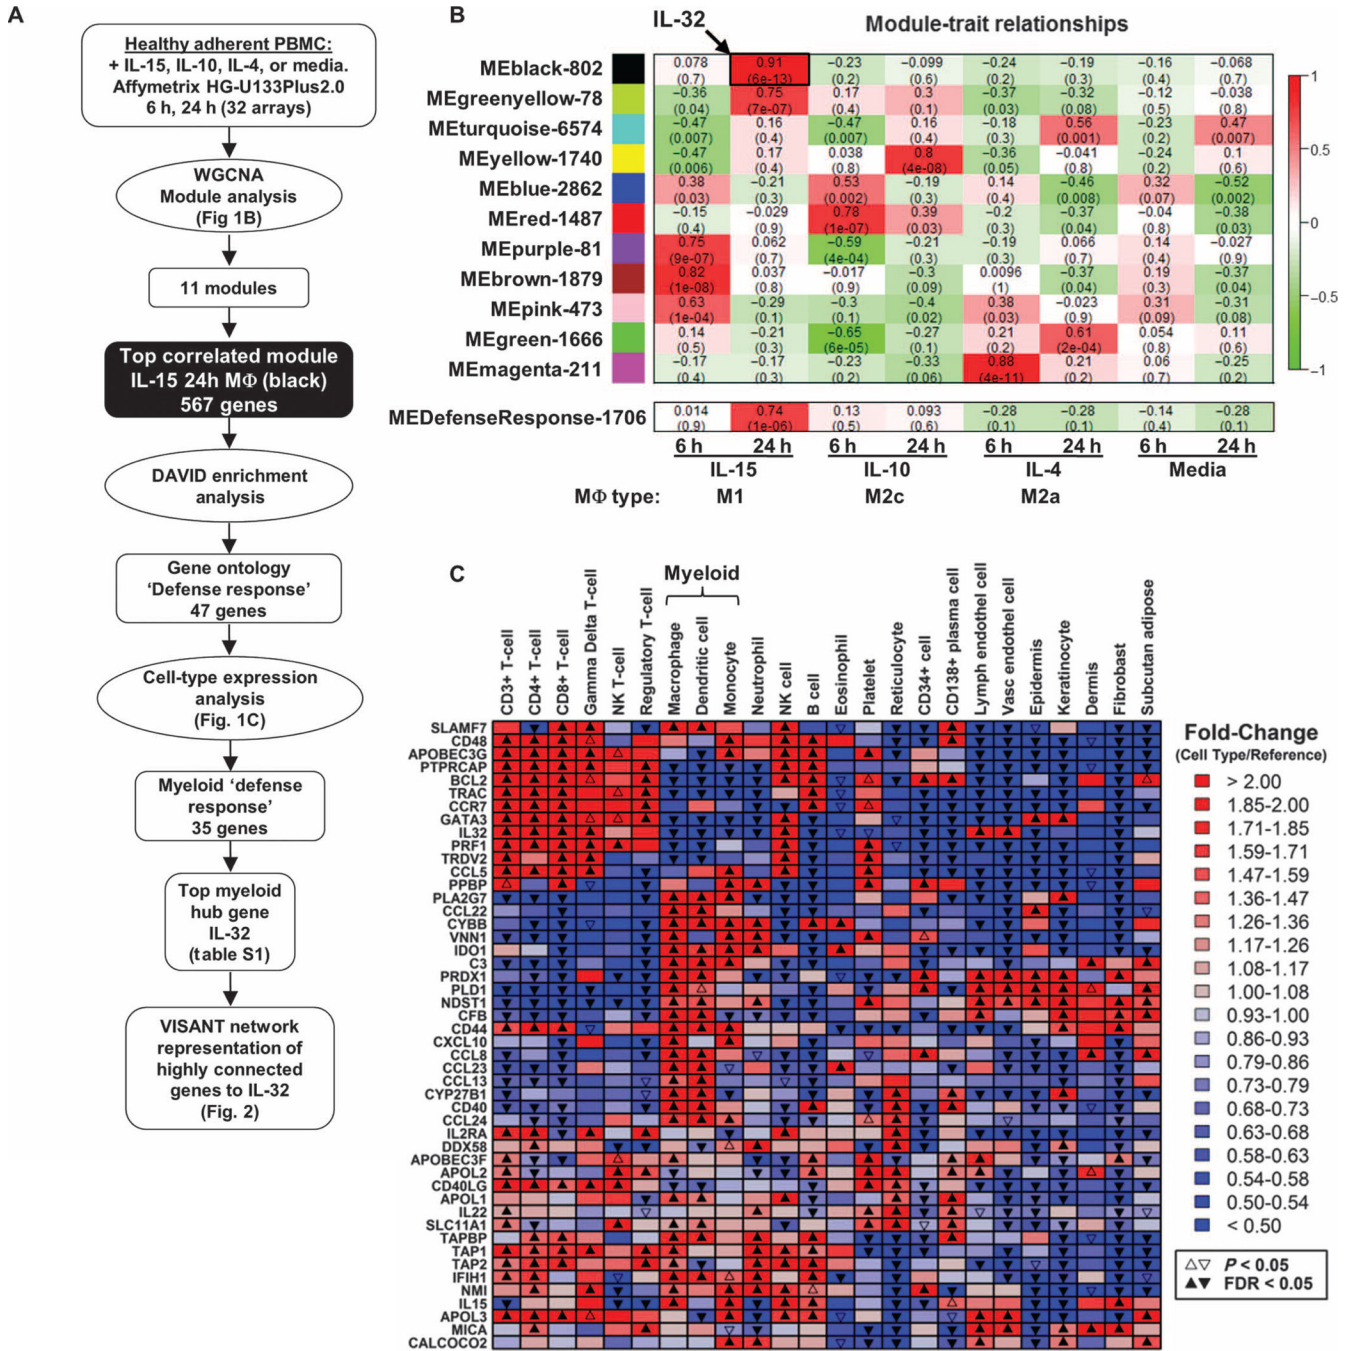 A
Healthy adherent PBMC:
+ IL-15, IL-10, IL-4, or media.
Affymetrix HG-U133Plus2.0
6 h, 24 h (32 arrays)
WGCNA
Module analysis
(Fig 1B)
11 modules
Top correlated module
IL-15 24h MΦ (black)
567 genes
DAVID enrichment
analysis
Gene ontology
‘Defense response’
47 genes
Cell-type expression
analysis
(Fig. 1C)
Myeloid ‘defense
response’
35 genes
Top myeloid
hub gene
IL-32
(table S1)
VISANT network
representation of
highly connected
genes to IL-32
(Fig. 2)
B
IL-32
Module-trait relationships
MEblack-802 0.078 0.91 −0.23 −0.099 −0.24 −0.19 −0.16 −0.068
(0.7) (6e-13) (0.2) (0.6) (0.2) (0.3) (0.4) (0.7)
MEgreenyellow-78 −0.36 0.75 0.17 0.3 −0.37 −0.32 −0.12 −0.038
(0.04) (7e-07) (0.4) (0.1) (0.03) (0.08) (0.5) (0.8)
MEturquoise-6574 −0.47 0.16 −0.47 0.16 −0.18 0.56 −0.23 0.47
(0.007) (0.4) (0.007) (0.4) (0.3) (0.001) (0.2) (0.007)
MEyellow-1740 −0.47 0.17 0.038 0.8 −0.36 −0.041 −0.24 0.1
(0.006) (0.4) (0.8) (4e-08) (0.05) (0.8) (0.2) (0.6)
MEblue-2862 0.38 −0.21 0.53 −0.19 0.14 −0.46 0.32 −0.52
(0.03) (0.3) (0.002) (0.3) (0.4) (0.008) (0.07) (0.002)
MEred-1487 −0.15 −0.029 0.78 0.39 −0.2 −0.37 −0.04 −0.38
(0.4) (0.9) (1e-07) (0.03) (0.3) (0.04) (0.8) (0.03)
MEpurple-81 0.75 0.062 −0.59 −0.21 −0.19 0.066 0.14 −0.027
(9e-07) (0.7) (4e-04) (0.3) (0.3) (0.7) (0.4) (0.9)
MEbrown-1879 0.82 0.037 −0.017 −0.3 0.0096 −0.37 0.19 −0.37
(1e-08) (0.8) (0.9) (0.09) (1) (0.04) (0.3) (0.04)
MEpink-473 0.63 −0.29 −0.3 −0.4 0.38 −0.023 0.31 −0.31
(1e-04) (0.1) (0.1) (0.02) (0.03) (0.9) (0.09) (0.08)
MEgreen-1666 0.14 −0.21 −0.65 −0.27 0.21 0.61 0.054 0.11
(0.5) (0.3) (6e-05) (0.1) (0.2) (2e-04) (0.8) (0.6)
MEmagenta-211 −0.17 −0.17 −0.23 −0.33 0.88 0.21 0.06 −0.25
(0.4) (0.3) (0.2) (0.06) (4e-11) (0.2) (0.7) (0.2)
1
0.5
0
−0.5
−1
MEDefenseResponse-1706 0.014 0.74 0.13 0.093 −0.28 −0.28 −0.14 −0.28
(0.9) (1e-06) (0.5) (0.6) (0.1) (0.1) (0.4) (0.1)
6 h 24 h 6 h 24 h 6 h 24 h 6 h 24 h
IL-15 IL-10 IL-4 Media
MΦ type: M1 M2c M2a
C
Myeloid
CD3+ T-cell
CD4+ T-cell
CD8+ T-cell
Gamma Delta T-cell
NK T-cell
Regulatory T-cell
Macrophage
Dendritic cell
Monocyte
Neutrophil
NK cell
B cell
Eosinophil
Platelet
Reticulocyte
CD34+ cell
CD138+ plasma cell
Lymph endothel cell
Vasc endothel cell
Epidermis
Keratinocyte
Dermis
Fibrobast
Subcutan adipose
SLAMF7
CD48
APOBEC3G
PTPRCAP
BCL2
TRAC
CCR7
GATA3
IL32
PRF1
TRDV2
CCL5
PPBP
PLA2G7
CCL22
CYBB
VNN1
IDO1
C3
PRDX1
PLD1
NDST1
CFB
CD44
CXCL10
CCL8
CCL23
CCL13
CYP27B1
CD40
CCL24
IL2RA
DDX58
APOBEC3F
APOL2
CD40LG
APOL1
IL22
SLC11A1
TAPBP
TAP1
TAP2
IFIH1
NMI
IL15
APOL3
MICA
CALCOCO2
Fold-Change
(Cell Type/Reference)
> 2.00
1.85-2.00
1.71-1.85
1.59-1.71
1.47-1.59
1.36-1.47
1.26-1.36
1.17-1.26
1.08-1.17
1.00-1.08
0.93-1.00
0.86-0.93
0.79-0.86
0.73-0.79
0.68-0.73
0.63-0.68
0.58-0.63
0.54-0.58
0.50-0.54
< 0.50
△▽ P < 0.05
▲▼ FDR < 0.05